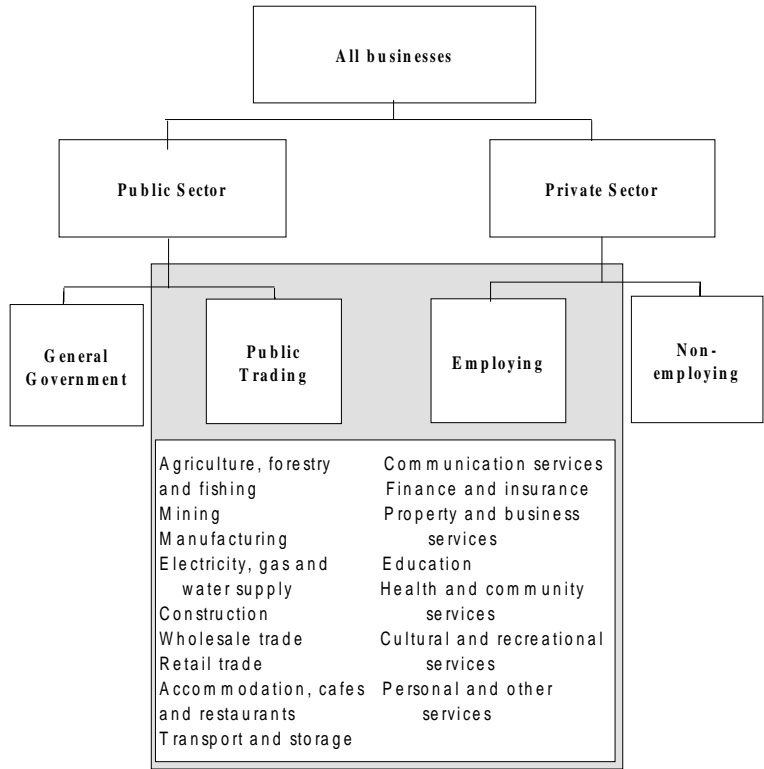 All businesses
Public Sector
Private Sector
General
Government
Public
Trading
Employing
Non-
employing
Agriculture, forestry
and fishing
Mining
Manufacturing
Electricity, gas and
water supply
Construction
Wholesale trade
Retail trade
Accommodation, cafes
and restaurants
Transport and storage
Communication services
Finance and insurance
Property and business
services
Education
Health and community
services
Cultural and recreational
services
Personal and other
services